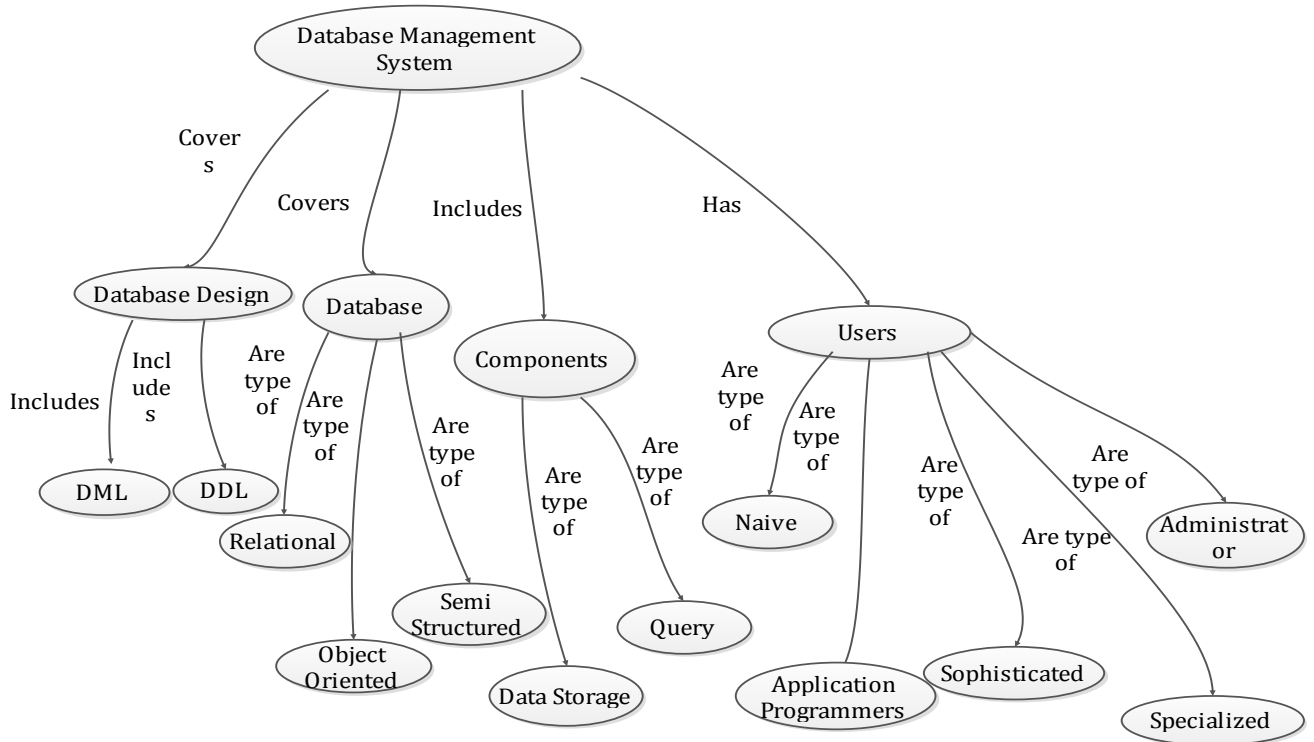 Database Management
System
Cover
s
Covers
Includes
Has
Database Design
Database
Components
Users
Includes
Incl
ude
s
Are
type
of
Are
type
of
Are
type
of
Are
type
of
Are
type
of
Are
type
of
Are
type
of
Are
type
of
Are
type of
Are type
of
DML
DDL
Relational
Object
Oriented
Semi
Structured
Data Storage
Query
Naive
Application
Programmers
Sophisticated
Specialized
Administrat
or